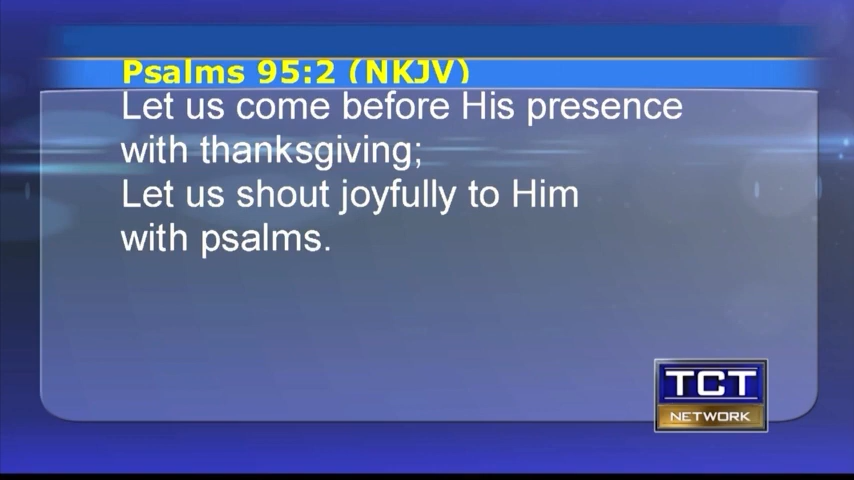 Psalms 95:2 (NKJV)
Let us come before His presence
with thanksgiving;
Let us shout joyfully to Him
with psalms.
TCT
NETWORK